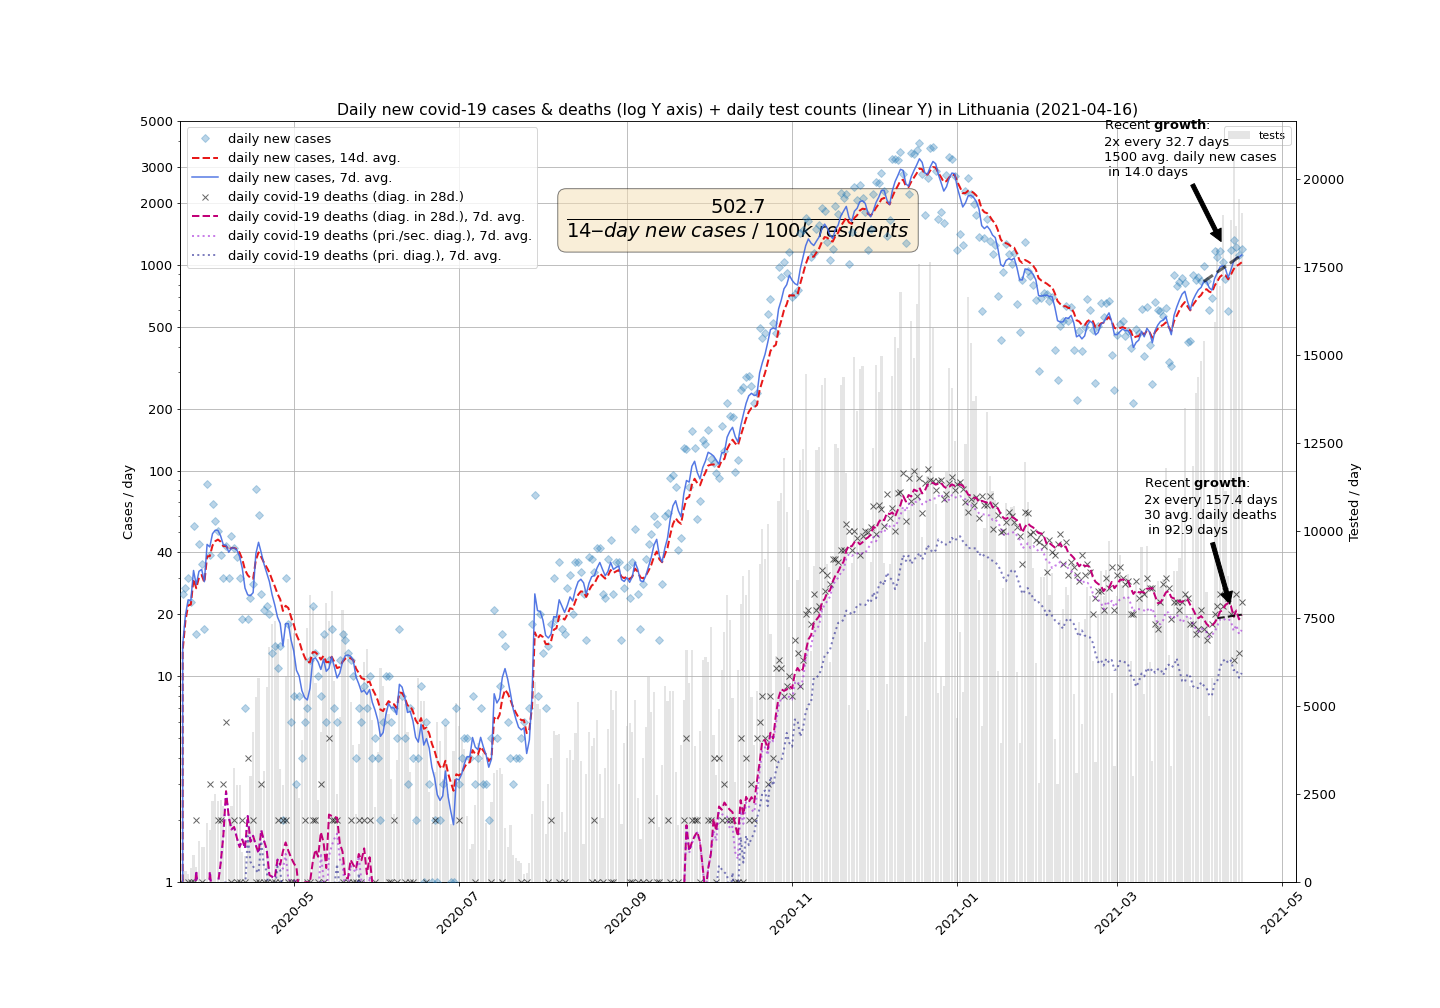 Daily new covid-19 cases & deaths (log Y axis) + daily test counts (linear Y) in Lithuania (2021-04-16)
daily new cases
daily new cases, 14d. avg.
daily new cases, 7d. avg.
daily covid-19 deaths (diag. in 28d.)
daily covid-19 deaths (diag. in 28d.), 7d. avg.
daily covid-19 deaths (pri./sec. diag.), 7d. avg.
daily covid-19 deaths (pri. diag.), 7d. avg.
502.7
14−day new cases / 100k residents
Recent growth:
2x every 32.7 days
1500 avg. daily new cases
in 14.0 days
tests
Recent growth:
2x every 157.4 days
30 avg. daily deaths
in 92.9 days
Cases / day
5000
3000
2000
1000
500
200
100
40
20
10
1
Tested / day
20000
17500
15000
12500
10000
7500
5000
2500
0
2020-05
2020-07
2020-09
2020-11
2021-01
2021-03
2021-05